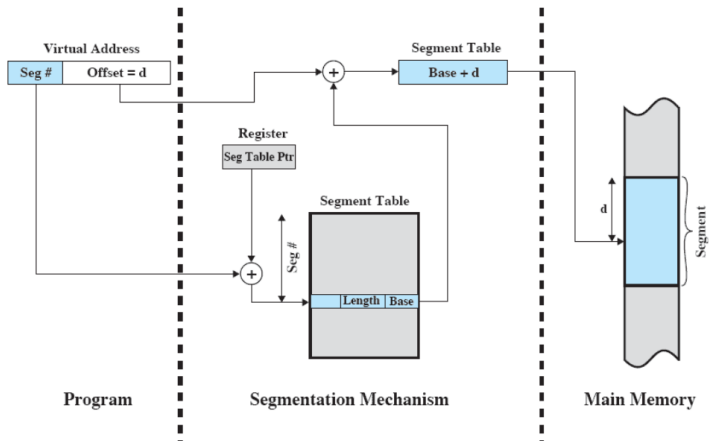 Virtual Address
Seg # Offset = d
Segment Table
Base + d
+
Register
Seg Table Ptr
Segment Table
Seg #
+
Length Base
d
Segment
Program
Segmentation Mechanism
Main Memory